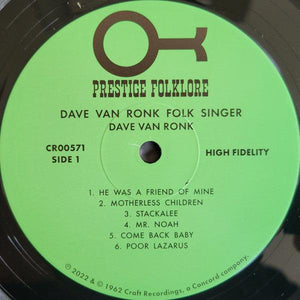 PRESTIGE FOLKLORE
DAVE VAN RONK FOLK SINGER
DAVE VAN RONK
CR00571
SIDE 1
HIGH FIDELITY
1. HE WAS A FRIEND OF MINE
2. MOTHERLESS CHILDREN
3. STACKALEE
4. MR. NOAH
5. COME BACK BABY
6. POOR LAZARUS
℗ 2022 & © 1962 Craft Recordings, a Concord company.